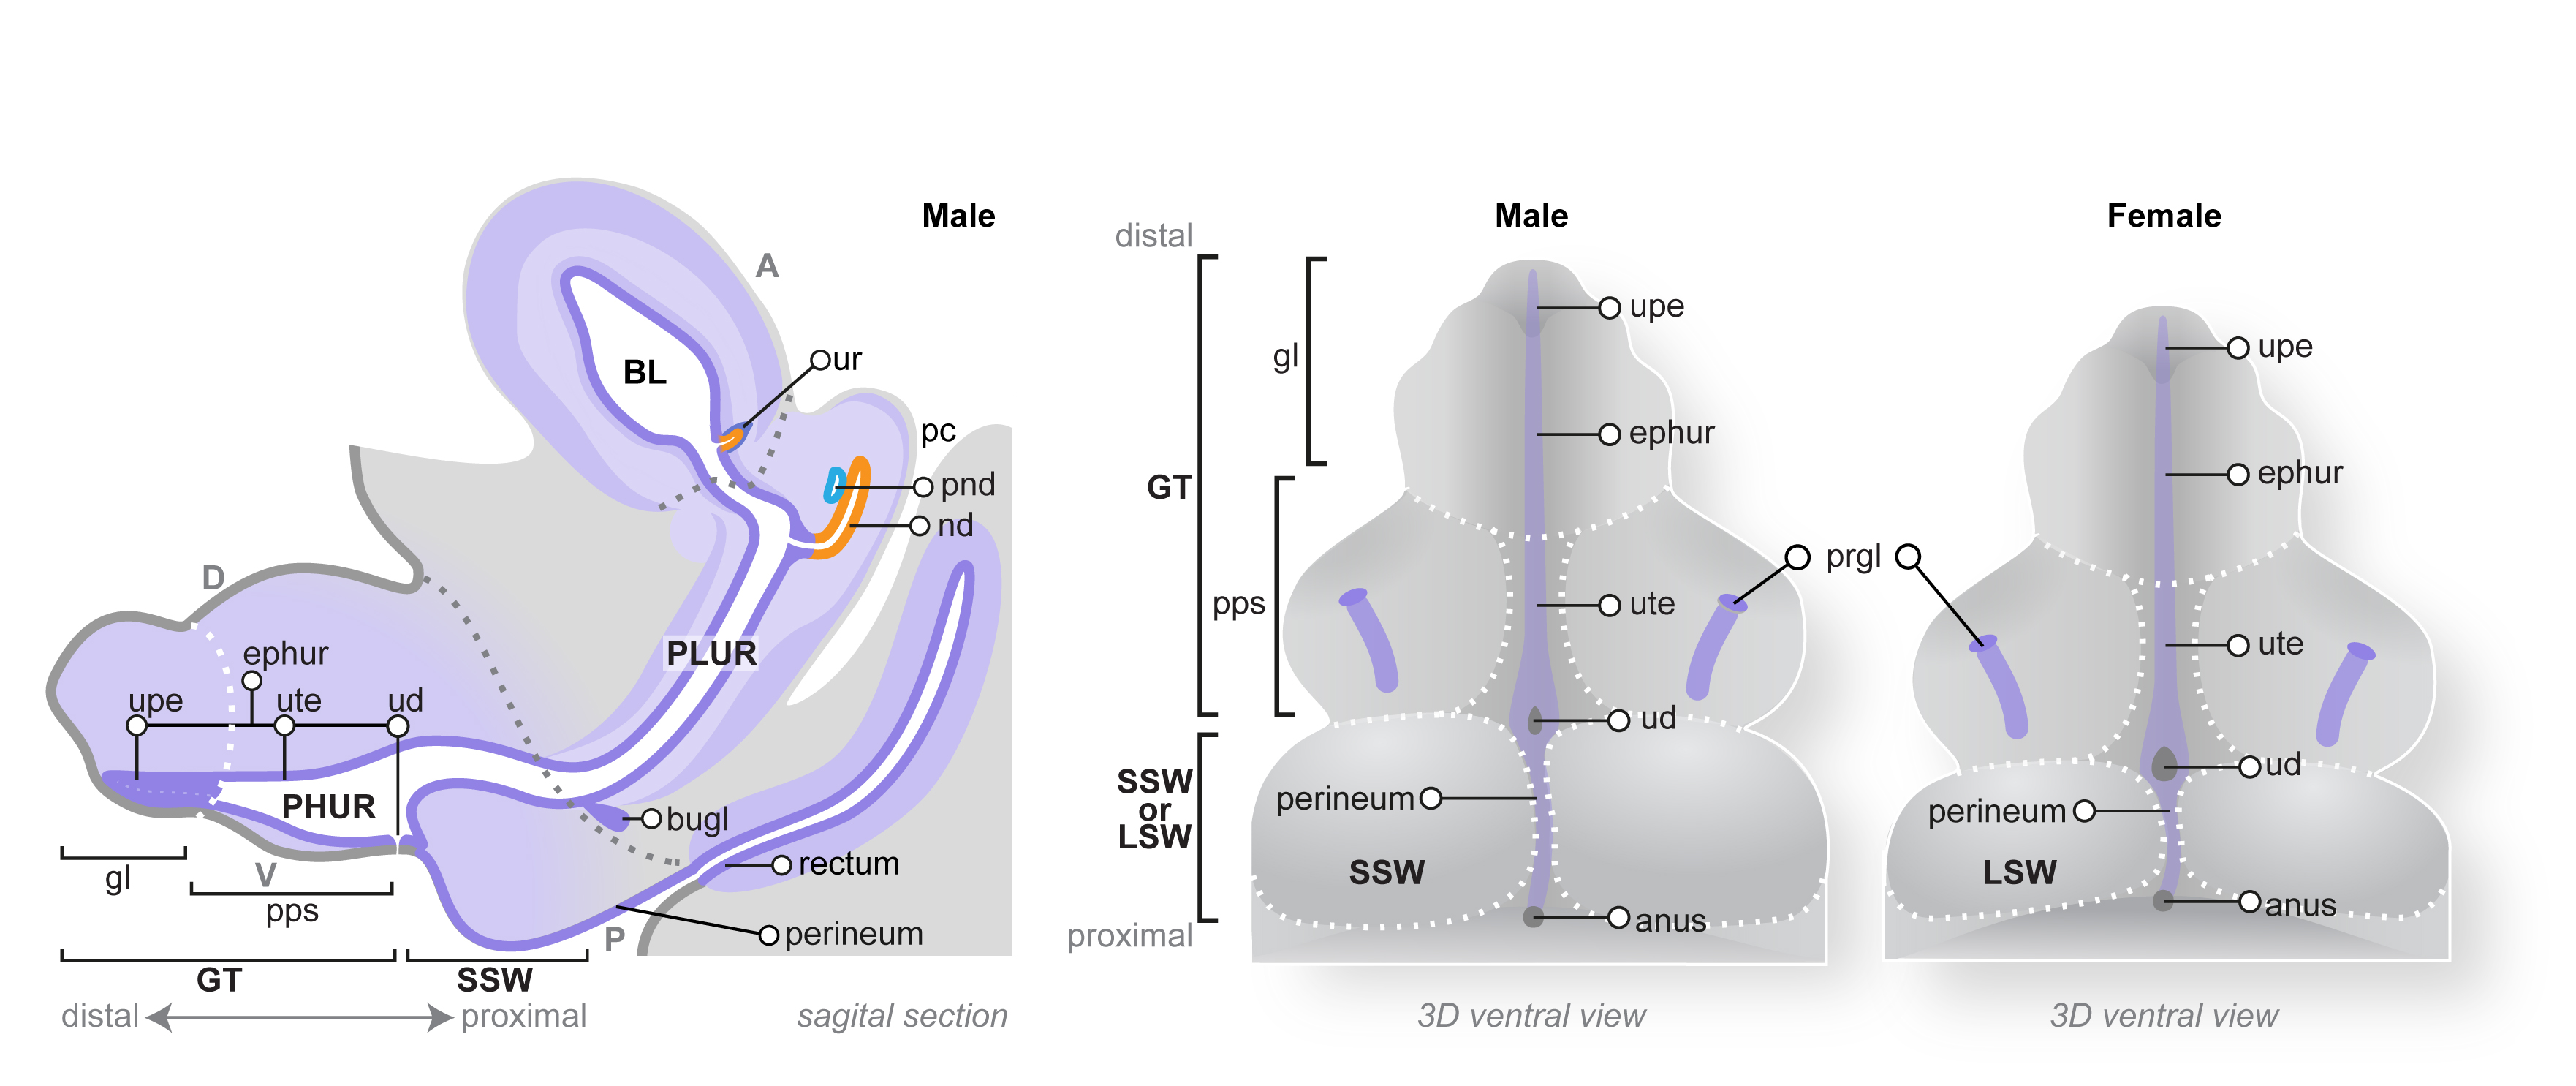 Male
A
ur
BL
pc
pnd
nd
D
PLUR
ephur
upe
ute
ud
PHUR
bugl
rectum
gl
V
pps
perineum
P
GT
SSW
distal
proximal
sagital section
Male
distal
upe
gl
ephur
GT
prgl
pps
ute
ud
SSW
or
LSW
perineum
SSW
anus
proximal
3D ventral view
Female
upe
ephur
ute
ud
perineum
LSW
anus
3D ventral view